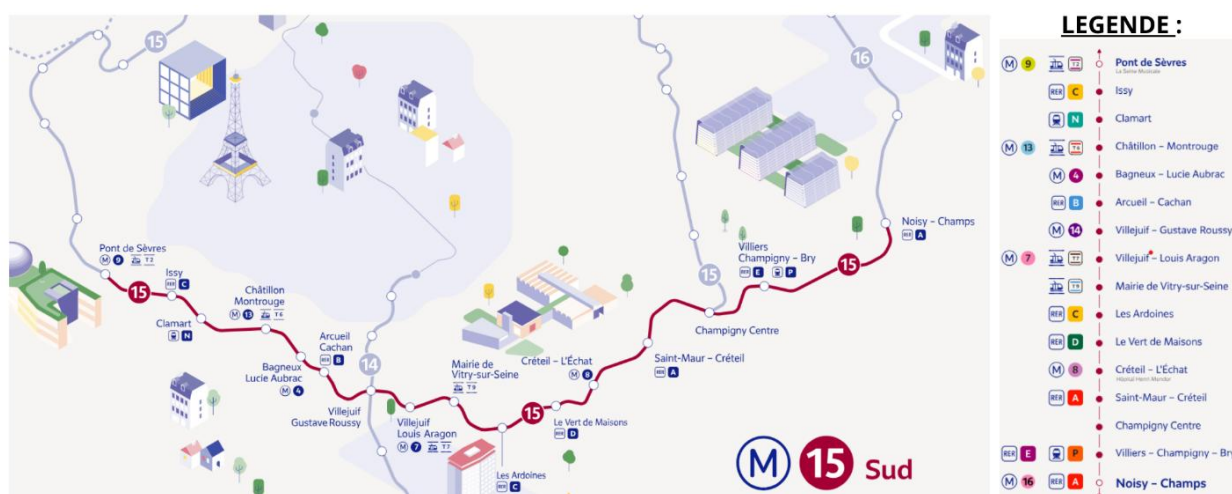 15
16
Pont de Sèvres
M 9 T2
15
Issy
RER C
Clamart
N
Châtillon
Montrouge
M 13 T6
Bagneux
Lucie Aubrac
M 4
Arcueil
Cachan
RER B
14
Villejuif
Gustave Roussy
Villejuif
Louis Aragon
M 7 T7
Mairie de
Vitry-sur-Seine
T9
Les Ardoines
RER C
15
Le Vert de Maisons
RER D
Créteil – L'Échat
M 8
Saint-Maur – Créteil
RER A
15
Champigny Centre
Villiers
Champigny – Bry
RER E P
15
Noisy – Champs
RER A
M 15 Sud
LEGENDE :
M 9 T2 Pont de Sèvres
La Seine Musicale
RER C Issy
N Clamart
M 13 T6 Châtillon – Montrouge
M 4 Bagneux – Lucie Aubrac
RER B Arcueil – Cachan
M 14 Villejuif – Gustave Roussy
M 7 T7 Villejuif – Louis Aragon
T9 Mairie de Vitry-sur-Seine
RER C Les Ardoines
RER D Le Vert de Maisons
M 8 Créteil – L'Échat
Hôpital Henri Mondor
RER A Saint-Maur – Créteil
Champigny Centre
RER E P Villiers – Champigny – Bry
M 16 RER A Noisy – Champs